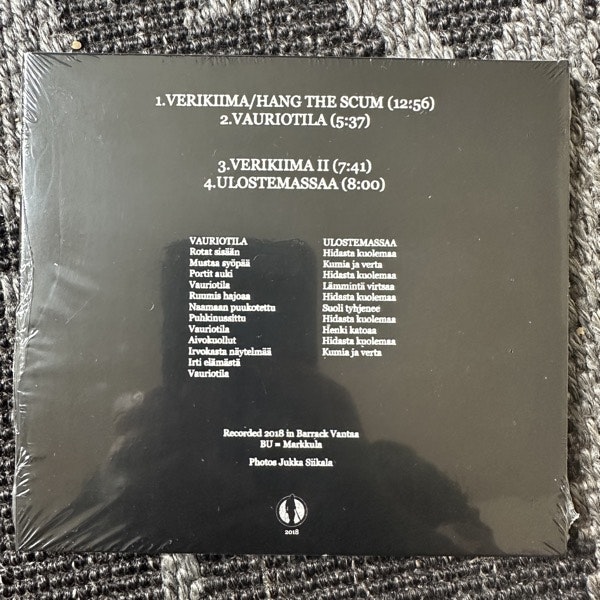 1.VERIKIIMA/HANG THE SCUM (12:56)
2.VAURIOTILA (5:37)
3.VERIKIIMA II (7:41)
4.ULOSTEMASSAA (8:00)
VAURIOTILA
Rotat sisään
Mustaa syöpää
Portit auki
Vauriotila
Ruumis hajoaa
Naamaan puukotettu
Puhkinussittu
Vauriotila
Aivokuollut
Irvokasta näytelmää
Irti elämästä
Vauriotila
ULOSTEMASSAA
Hidasta kuolemaa
Kumia ja verta
Hidasta kuolemaa
Lämmintä virtsaa
Hidasta kuolemaa
Suoli tyhjenee
Hidasta kuolemaa
Henki katoaa
Hidasta kuolemaa
Kumia ja verta
Recorded 2018 in Barrack Vantaa
BU = Markkula
Photos Jukka Siikala
2018